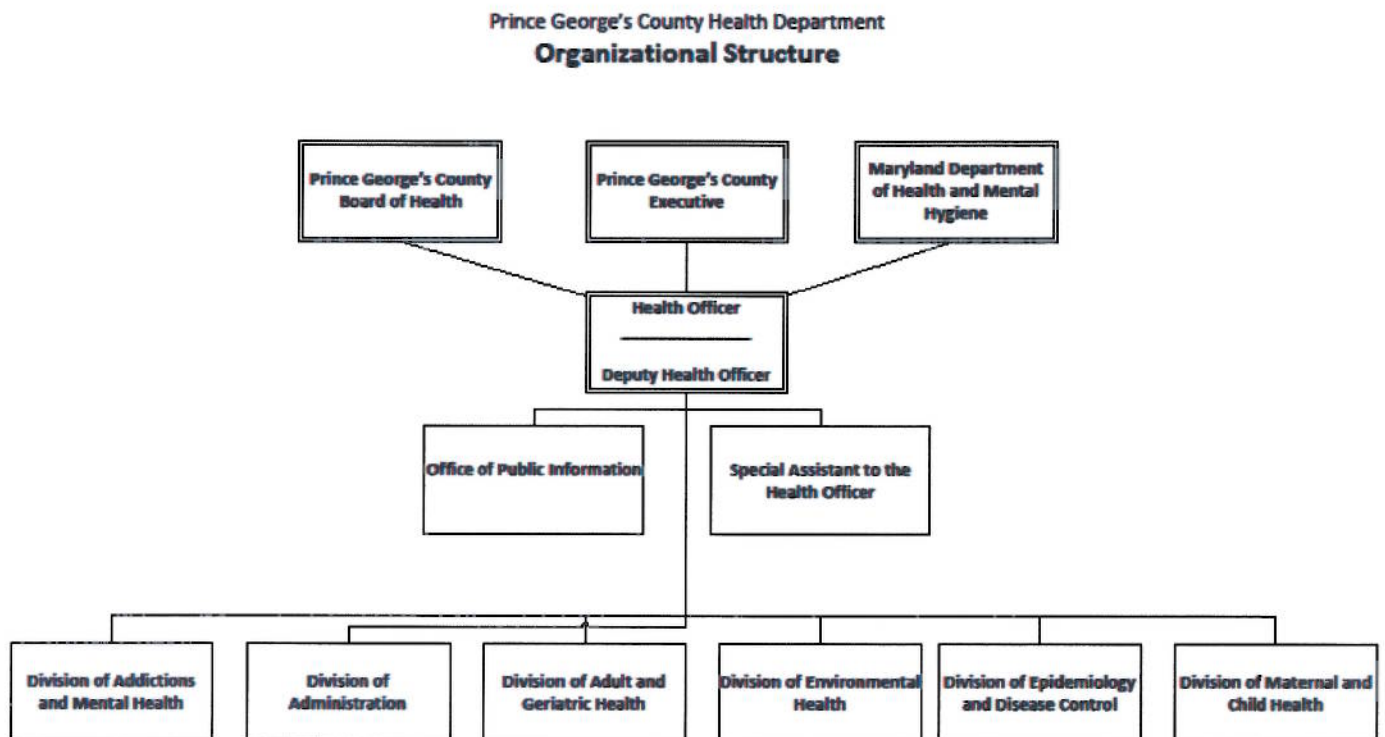 Prince George's County Health Department
Organizational Structure
Prince George's County
Board of Health
Prince George's County
Executive
Maryland Department
of Health and Mental
Hygiene
Health Officer
Deputy Health Officer
Office of Public Information
Special Assistant to the
Health Officer
Division of Addictions
and Mental Health
Division of
Administration
Division of Adult and
Geriatric Health
Division of Environmental
Health
Division of Epidemiology
and Disease Control
Division of Maternal and
Child Health